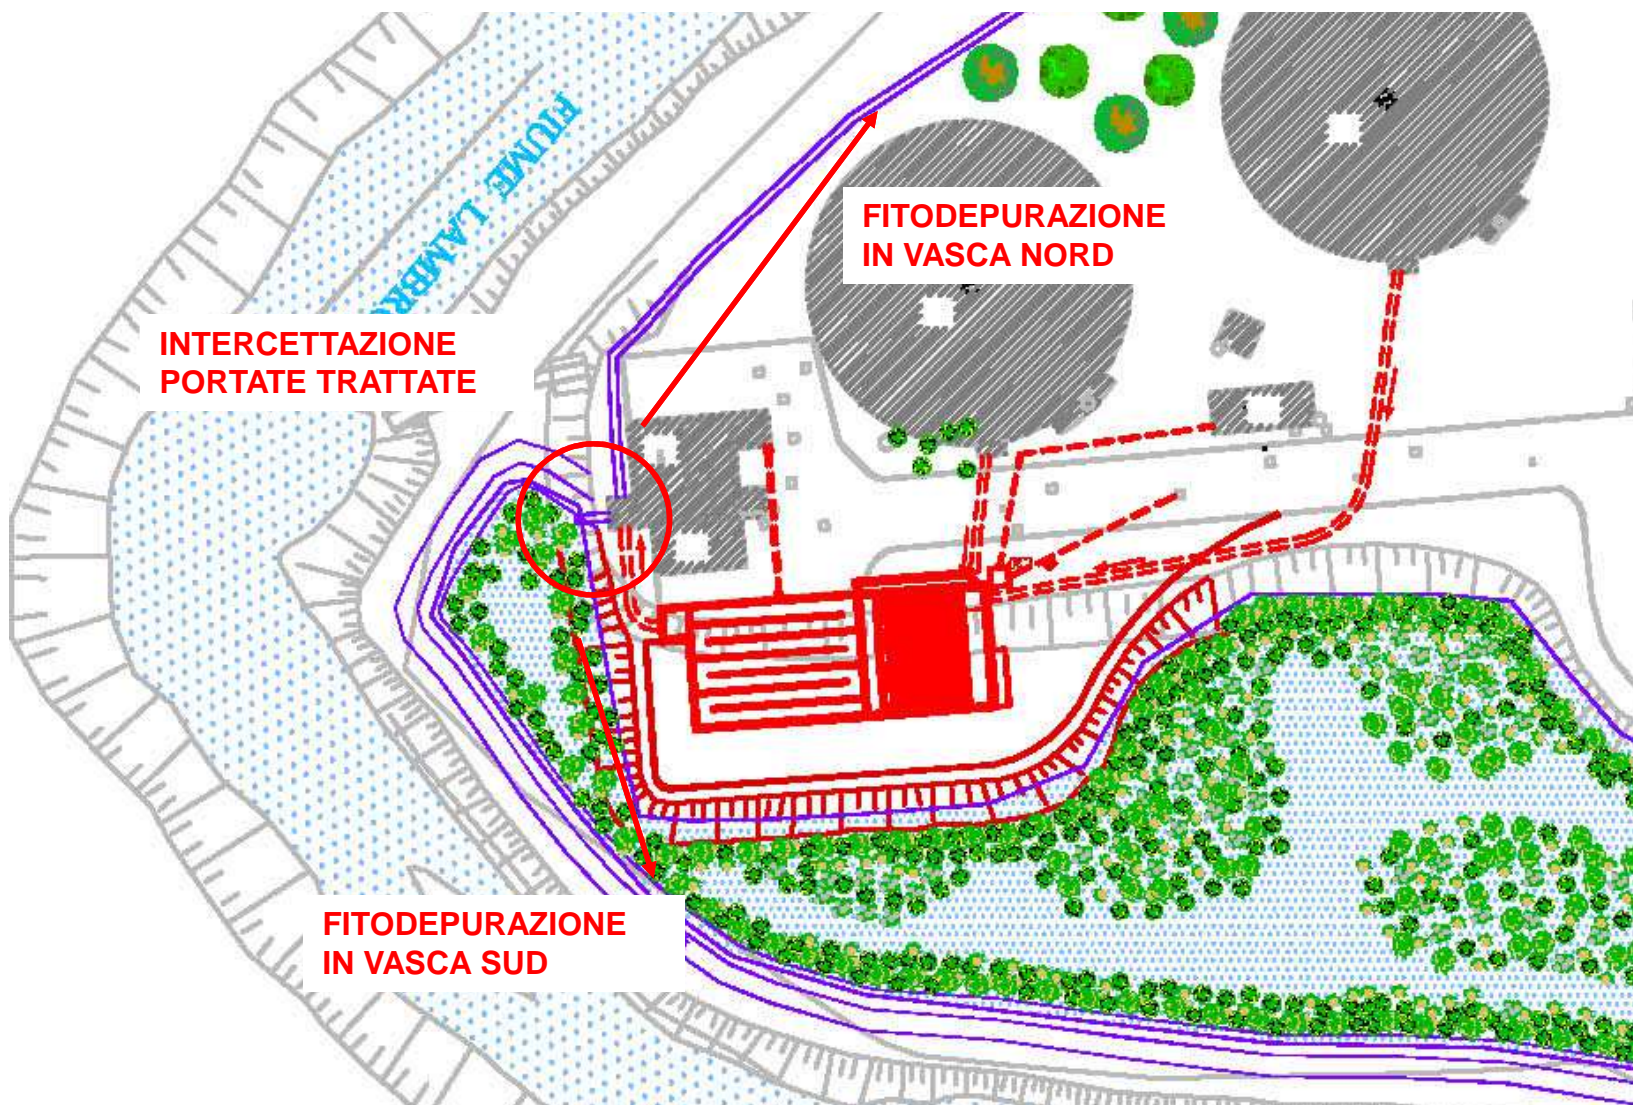 FIUME LAMBRO
FITODEPURAZIONE
IN VASCA NORD
INTERCETTAZIONE
PORTATE TRATTATE
FITODEPURAZIONE
IN VASCA SUD